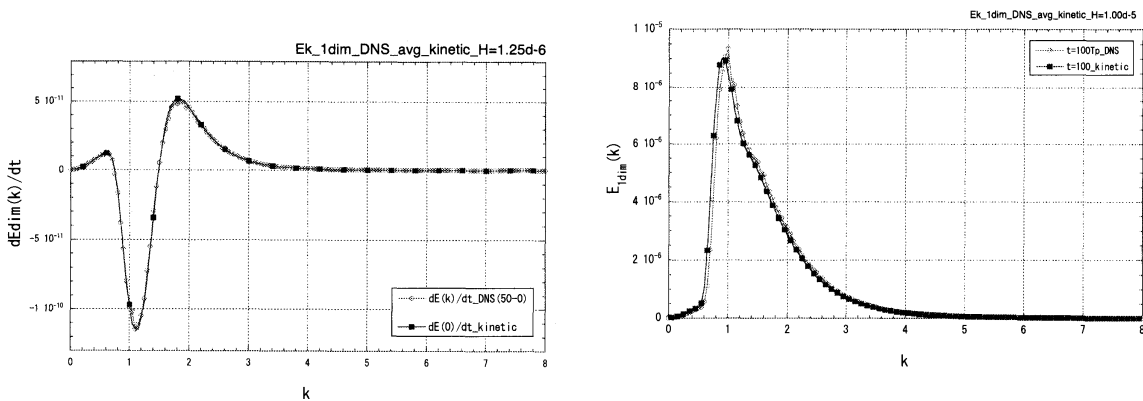 Ek_1dim_DNS_avg_kinetic_H=1.25d-6
5 10-11
0
-5 10-11
-1 10-10
dEdim(k)/dt
dE(k)/dt_DNS(50-0)
dE(0)/dt_kinetic
0 1 2 3 4 5 6 7 8
k
Ek_1dim_DNS_avg_kinetic_H=1.00d-5
1 10-5
8 10-6
6 10-6
4 10-6
2 10-6
0
E1dim(k)
t=100Tp_DNS
t=100_kinetic
0 1 2 3 4 5 6 7 8
k